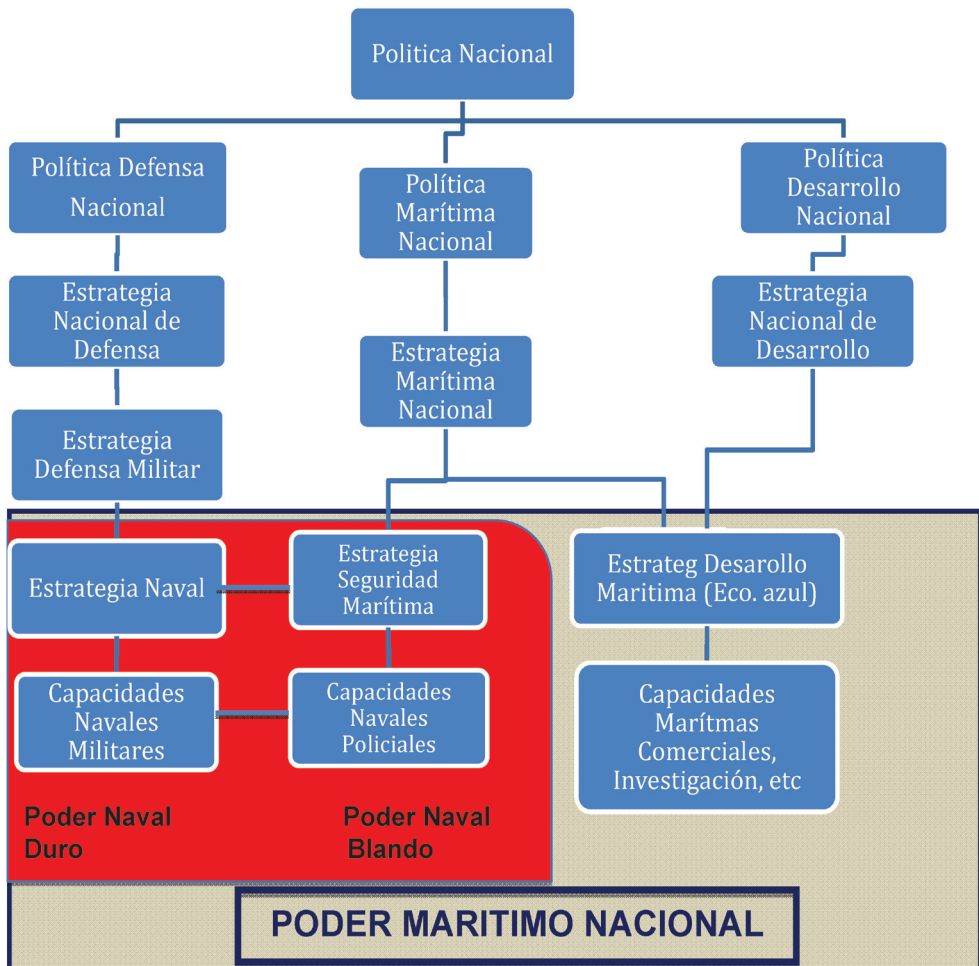 Politica Nacional
Política Defensa
Nacional
Política
Marítima
Nacional
Política
Desarrollo
Nacional
Estrategia
Nacional de
Defensa
Estrategia
Marítima
Nacional
Estrategia
Nacional de
Desarrollo
Estrategia
Defensa Militar
Estrategia Naval
Estrategia
Seguridad
Marítima
Estrateg Desarollo
Maritima (Eco. azul)
Capacidades
Navales
Militares
Capacidades
Navales
Policiales
Capacidades
Marítmas
Comerciales,
Investigación, etc
Poder Naval
Duro
Poder Naval
Blando
PODER MARITIMO NACIONAL